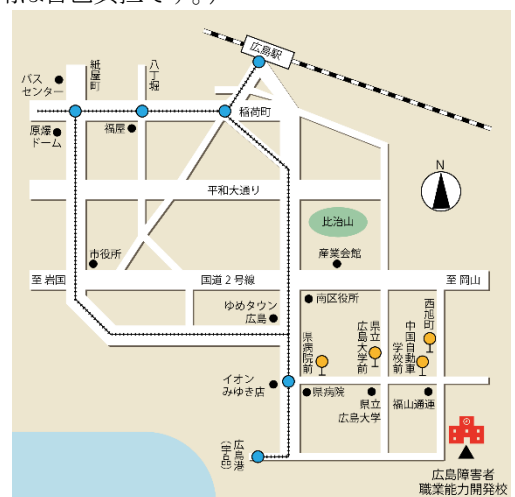 広島駅
バス
センター
紙屋町
八丁堀
原爆
ドーム
福屋
稲荷町
平和大通り
N
比治山
市役所
産業会館
至岩国
国道2号線
至岡山
南区役所
ゆめタウン
広島
県病院前
県立
広島大学前
中国自動車
学校前
西旭町
イオン
みゆき店
県病院
県立
広島大学
福山通運
広島港
(宇品)
広島障害者
職業能力開発校